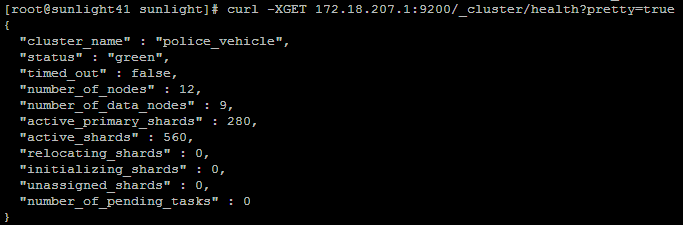 [root@sunlight41 sunlight]# curl -XGET 172.18.207.1:9200/_cluster/health?pretty=true
{
  "cluster_name" : "police_vehicle",
  "status" : "green",
  "timed_out" : false,
  "number_of_nodes" : 12,
  "number_of_data_nodes" : 9,
  "active_primary_shards" : 280,
  "active_shards" : 560,
  "relocating_shards" : 0,
  "initializing_shards" : 0,
  "unassigned_shards" : 0,
  "number_of_pending_tasks" : 0
}